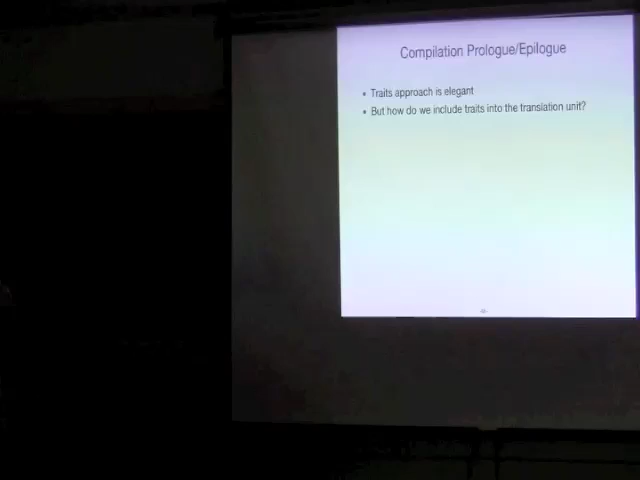 Compilation Prologue/Epilogue
• Traits approach is elegant
• But how do we include traits into the translation unit?